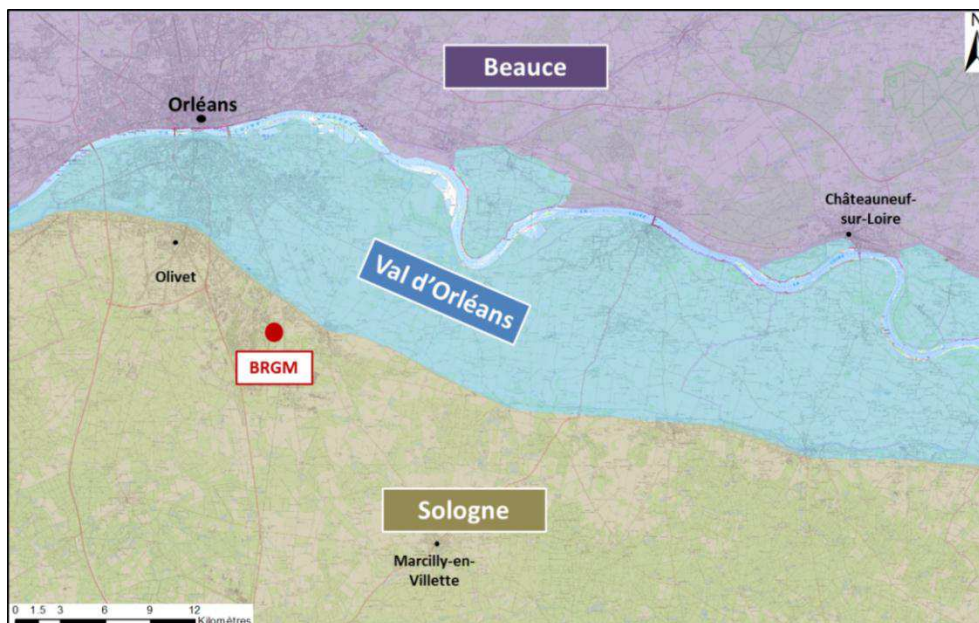 N
Beauce
Orléans
Châteauneuf-
sur-Loire
Val d'Orléans
Olivet
BRGM
Sologne
Marcilly-en-
Villette
0 1.5 3 6 9 12
Kilomètres